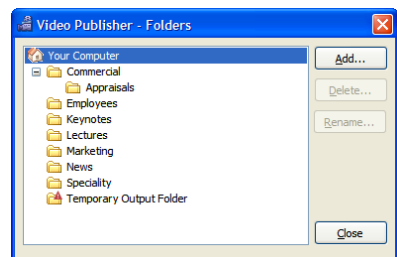 Video Publisher - Folders
Your Computer
Commercial
Appraisals
Employees
Keynotes
Lectures
Marketing
News
Speciality
Temporary Output Folder
Add...
Delete...
Rename...
Close